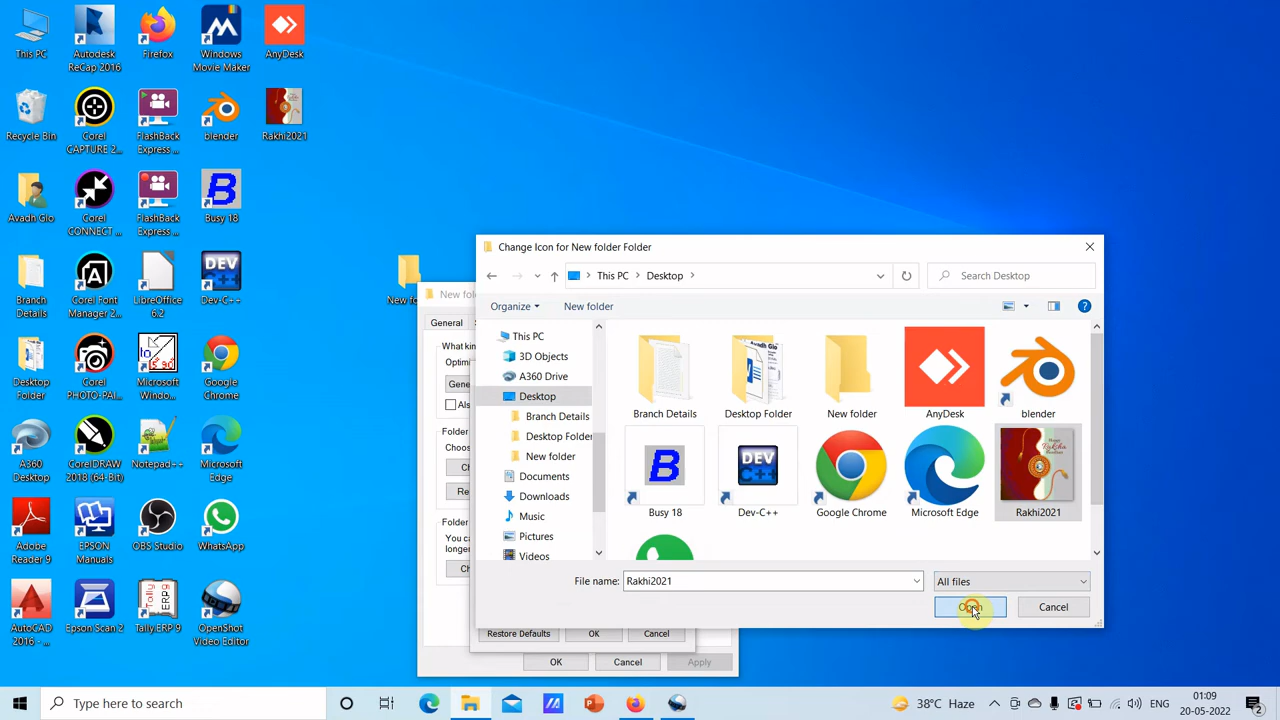 This PC
Autodesk
ReCap 2016
Firefox
Windows
Movie Maker
AnyDesk
Recycle Bin
Corel
CAPTURE 2...
FlashBack
Express ...
blender
Rakhi2021
Avadh Glo
Corel
CONNECT ...
FlashBack
Express ...
Busy 18
Branch
Details
Corel Font
Manager 2...
LibreOffice
6.2
Dev-C++
Desktop
Folder
Corel
PHOTO-PAI...
Microsoft
Windo...
Google
Chrome
A360
Desktop
CorelDRAW
2018 (64-Bit)
Notepad++
Microsoft
Edge
Adobe
Reader 9
EPSON
Manuals
OBS Studio
WhatsApp
AutoCAD
2016 - ...
Epson Scan 2
Tally.ERP 9
OpenShot
Video Editor
New fo
New fol
General
What kin
Optimi
Gene
Als
Folder
Choos
Ch
Re
Folder
You ca
longer
Ch
Restore Defaults
OK
Cancel
OK
Cancel
Apply
Change Icon for New folder Folder
This PC
Desktop
Search Desktop
Organize
New folder
This PC
3D Objects
A360 Drive
Desktop
Branch Details
Desktop Folder
New folder
Documents
Downloads
Music
Pictures
Videos
Branch Details
Desktop Folder
New folder
AnyDesk
blender
Busy 18
DEV
C++
Dev-C++
Google Chrome
Microsoft Edge
Rakhi2021
File name:
Rakhi2021
All files
Open
Cancel
Type here to search
38°C Haze
ENG
01:09
20-05-2022
2